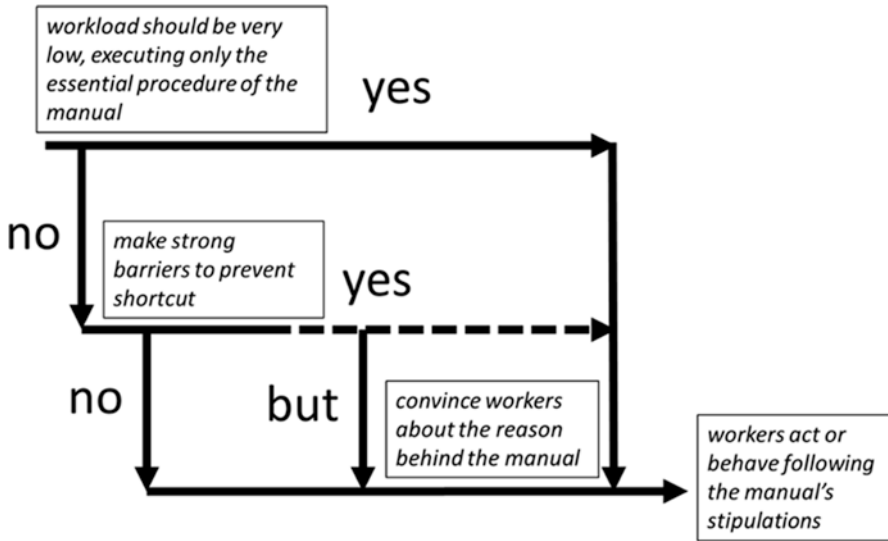 workload should be very
low, executing only the
essential procedure of the
manual
yes
no
make strong
barriers to prevent
shortcut
yes
no
but
convince workers
about the reason
behind the manual
workers act or
behave following
the manual's
stipulations